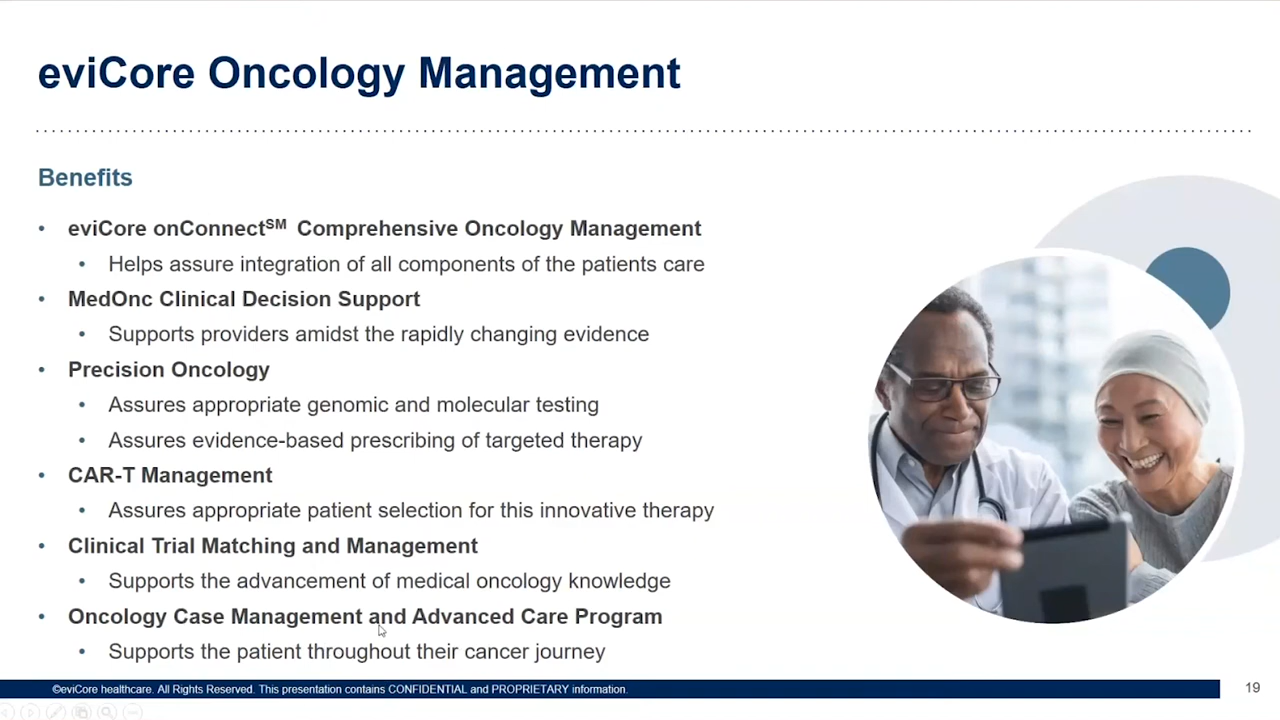 eviCore Oncology Management
Benefits
• eviCore onConnect℠ Comprehensive Oncology Management
• Helps assure integration of all components of the patients care
• MedOnc Clinical Decision Support
• Supports providers amidst the rapidly changing evidence
• Precision Oncology
• Assures appropriate genomic and molecular testing
• Assures evidence-based prescribing of targeted therapy
• CAR-T Management
• Assures appropriate patient selection for this innovative therapy
• Clinical Trial Matching and Management
• Supports the advancement of medical oncology knowledge
• Oncology Case Management and Advanced Care Program
• Supports the patient throughout their cancer journey
©eviCore healthcare. All Rights Reserved. This presentation contains CONFIDENTIAL and PROPRIETARY information.
19